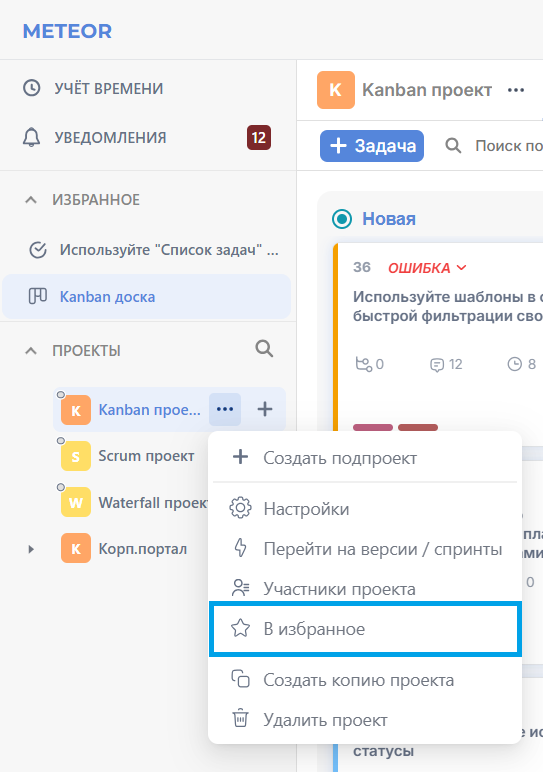 METEOR
K Kanban проект
УЧЁТ ВРЕМЕНИ
УВЕДОМЛЕНИЯ 12
+ Задача
Поиск по
ИЗБРАННОЕ
Используйте "Список задач" ...
Kanban доска
Новая
36 ОШИБКА
Используйте шаблоны в
быстрой фильтрации сво
0 12 8
ПРОЕКТЫ
K Kanban прое... ... +
S Scrum проект
W Waterfall проект
К Корп.портал
+ Создать подпроект
Настройки
Перейти на версии / спринты
Участники проекта
В избранное
Создать копию проекта
Удалить проект
0
статусы